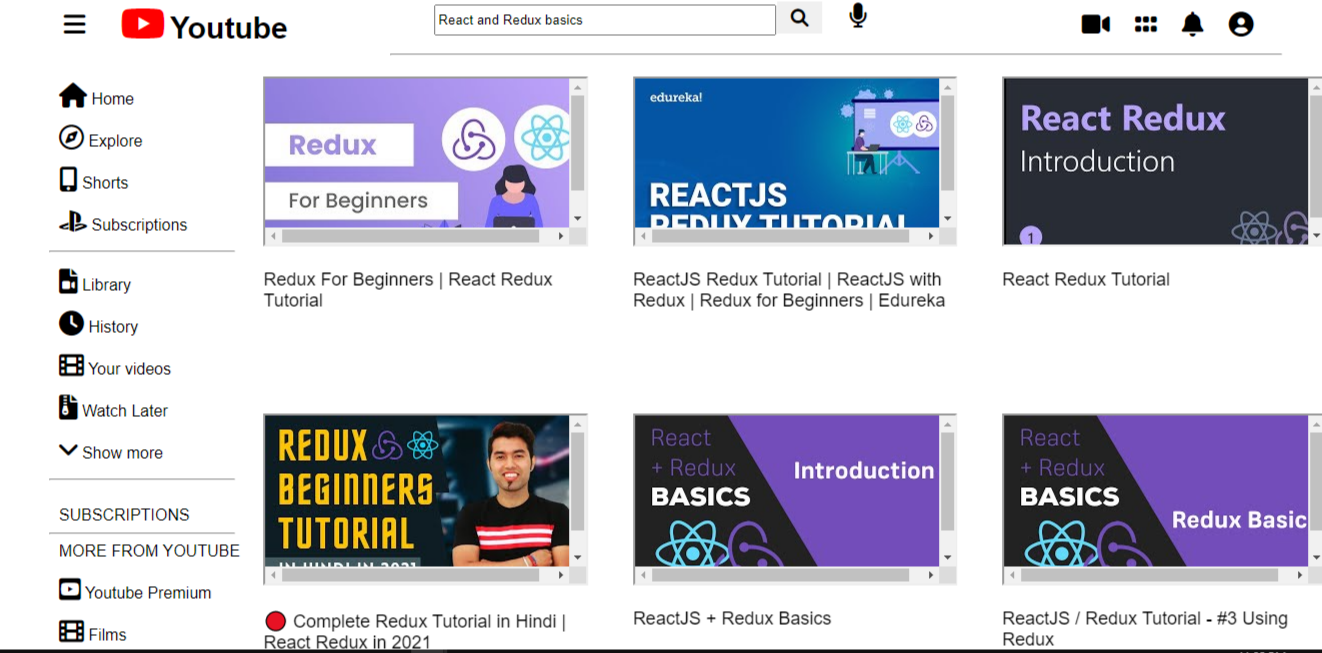 Youtube
React and Redux basics
Home
Explore
Shorts
Subscriptions
Library
History
Your videos
Watch Later
Show more
SUBSCRIPTIONS
MORE FROM YOUTUBE
Youtube Premium
Films
Redux
For Beginners
Redux For Beginners | React Redux
Tutorial
edureka!
REACTJS
REDUX TUTORIAL
ReactJS Redux Tutorial | ReactJS with
Redux | Redux for Beginners | Edureka
React Redux
Introduction
1
React Redux Tutorial
REDUX
BEGINNERS
TUTORIAL
IN HINDI IN 2021
Complete Redux Tutorial in Hindi |
React Redux in 2021
React
+ Redux
BASICS
Introduction
ReactJS + Redux Basics
React
+ Redux
BASICS
Redux Basic
ReactJS / Redux Tutorial - #3 Using
Redux